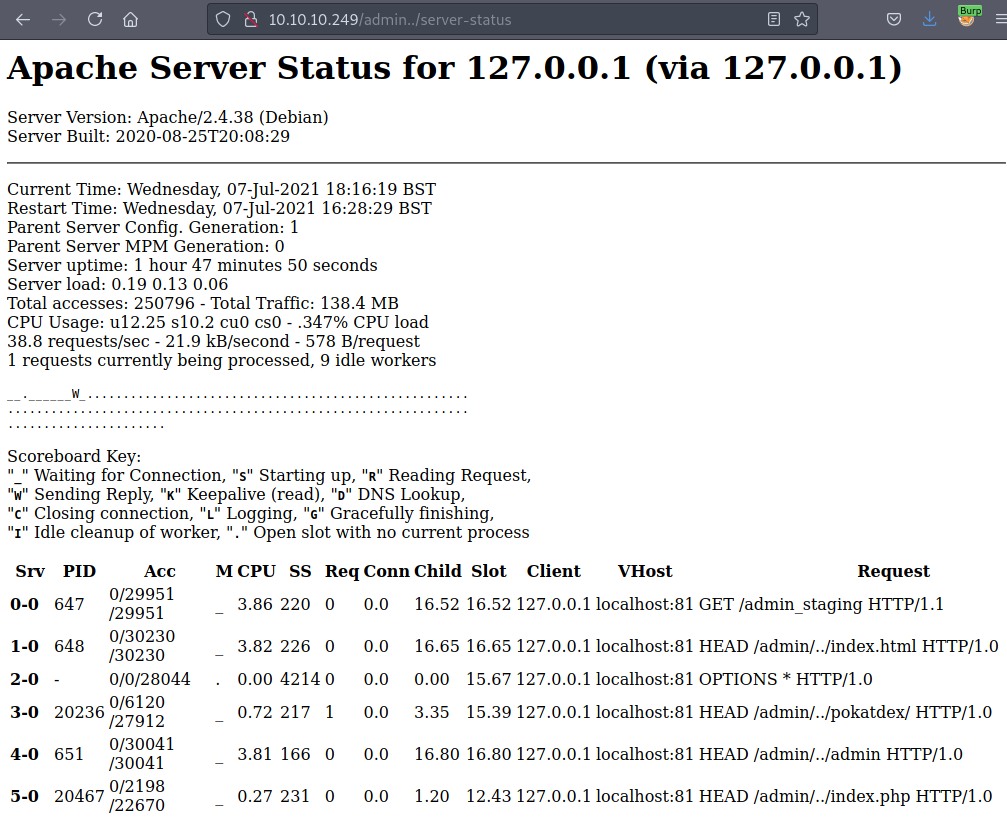 Burp
10.10.10.249/admin../server-status
Apache Server Status for 127.0.0.1 (via 127.0.0.1)
Server Version: Apache/2.4.38 (Debian)
Server Built: 2020-08-25T20:08:29
Current Time: Wednesday, 07-Jul-2021 18:16:19 BST
Restart Time: Wednesday, 07-Jul-2021 16:28:29 BST
Parent Server Config. Generation: 1
Parent Server MPM Generation: 0
Server uptime: 1 hour 47 minutes 50 seconds
Server load: 0.19 0.13 0.06
Total accesses: 250796 - Total Traffic: 138.4 MB
CPU Usage: u12.25 s10.2 cu0 cs0 - .347% CPU load
38.8 requests/sec - 21.9 kB/second - 578 B/request
1 requests currently being processed, 9 idle workers
__.______W_.....................................................
................................................................
......................
Scoreboard Key:
"_" Waiting for Connection, "S" Starting up, "R" Reading Request,
"W" Sending Reply, "K" Keepalive (read), "D" DNS Lookup,
"C" Closing connection, "L" Logging, "G" Gracefully finishing,
"I" Idle cleanup of worker, "." Open slot with no current process
Srv PID Acc M CPU SS Req Conn Child Slot Client VHost Request
0-0 647 0/29951/29951 _ 3.86 220 0 0.0 16.52 16.52 127.0.0.1 localhost:81 GET /admin_staging HTTP/1.1
1-0 648 0/30230/30230 _ 3.82 226 0 0.0 16.65 16.65 127.0.0.1 localhost:81 HEAD /admin/../index.html HTTP/1.0
2-0 - 0/0/28044 . 0.00 4214 0 0.0 0.00 15.67 127.0.0.1 localhost:81 OPTIONS * HTTP/1.0
3-0 20236 0/6120/27912 _ 0.72 217 1 0.0 3.35 15.39 127.0.0.1 localhost:81 HEAD /admin/../pokatdex/ HTTP/1.0
4-0 651 0/30041/30041 _ 3.81 166 0 0.0 16.80 16.80 127.0.0.1 localhost:81 HEAD /admin/../admin HTTP/1.0
5-0 20467 0/2198/22670 _ 0.27 231 0 0.0 1.20 12.43 127.0.0.1 localhost:81 HEAD /admin/../index.php HTTP/1.0